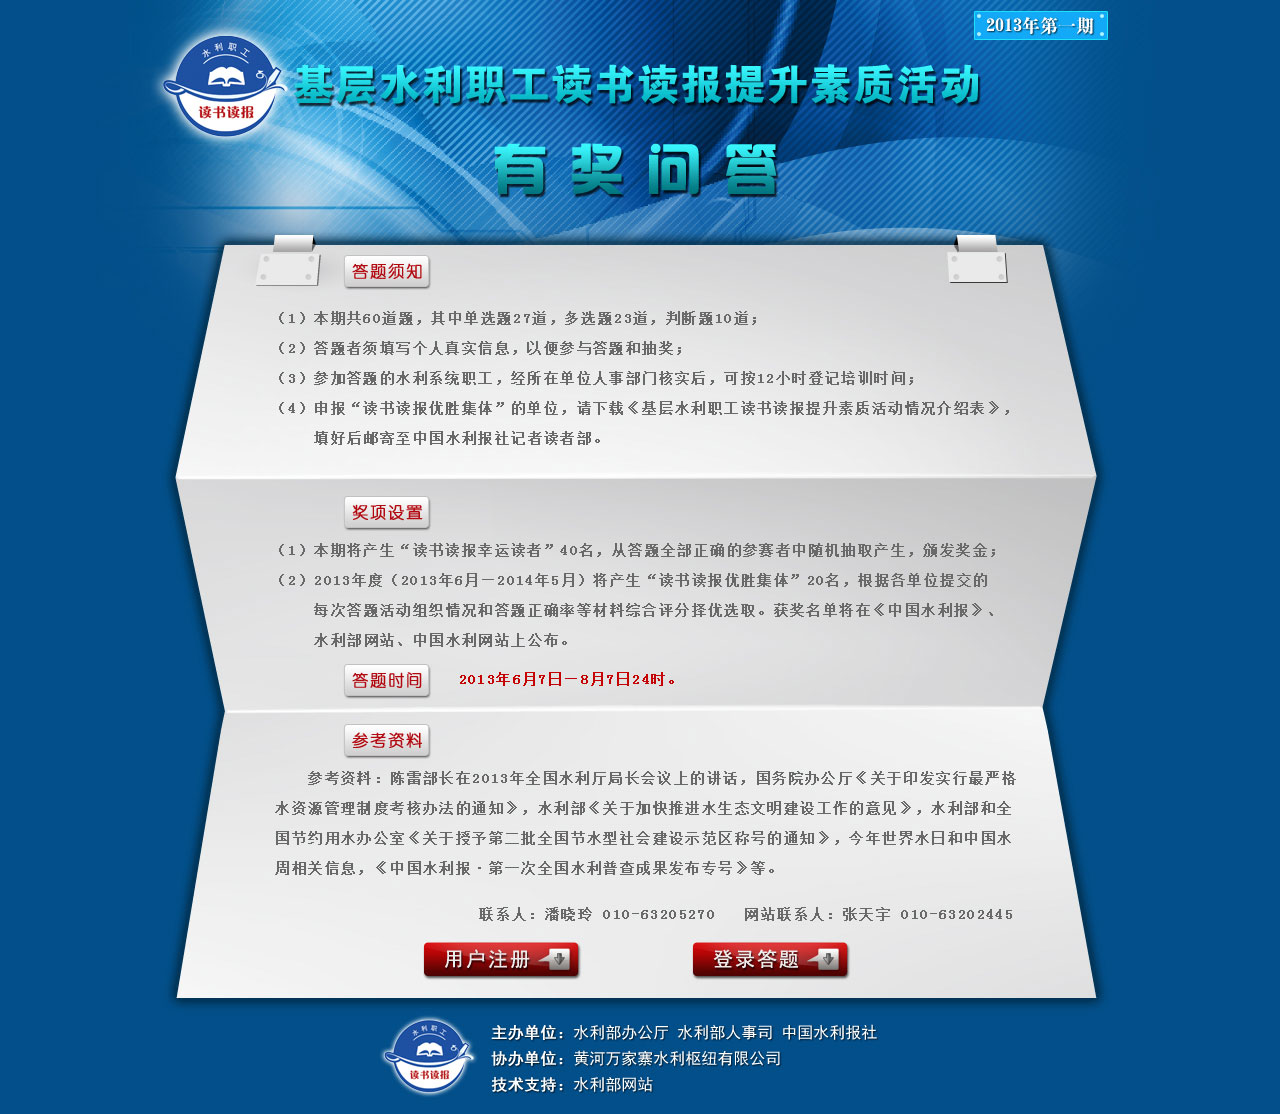 2013年第一期
水利职工
读书读报
基层水利职工读书读报提升素质活动
有奖问答
答题须知
（1）本期共60道题，其中单选题27道，多选题23道，判断题10道；
（2）答题者须填写个人真实信息，以便参与答题和抽奖；
（3）参加答题的水利系统职工，经所在单位人事部门核实后，可按12小时登记培训时间；
（4）申报“读书读报优胜集体”的单位，请下载《基层水利职工读书读报提升素质活动情况介绍表》，
填好后邮寄至中国水利报社记者读者部。
奖项设置
（1）本期将产生“读书读报幸运读者”40名，从答题全部正确的参赛者中随机抽取产生，颁发奖金；
（2）2013年度（2013年6月－2014年5月）将产生“读书读报优胜集体”20名，根据各单位提交的
每次答题活动组织情况和答题正确率等材料综合评分择优选取。获奖名单将在《中国水利报》、
水利部网站、中国水利网站上公布。
答题时间 2013年6月7日－8月7日24时。
参考资料
参考资料：陈雷部长在2013年全国水利厅局长会议上的讲话，国务院办公厅《关于印发实行最严格
水资源管理制度考核办法的通知》，水利部《关于加快推进水生态文明建设工作的意见》，水利部和全
国节约用水办公室《关于授予第二批全国节水型社会建设示范区称号的通知》，今年世界水日和中国水
周相关信息，《中国水利报·第一次全国水利普查成果发布专号》等。
联系人：潘晓玲 010-63205270 网站联系人：张天宇 010-63202445
用户注册 登录答题
水利职工
读书读报
主办单位：水利部办公厅 水利部人事司 中国水利报社
协办单位：黄河万家寨水利枢纽有限公司
技术支持：水利部网站